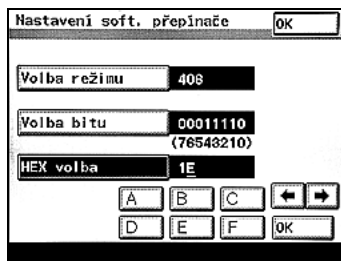 Nastavení soft. přepínače OK
Volba režimu 408
Volba bitu 00011110
(76543210)
HEX volba 1E
A B C
D E F OK